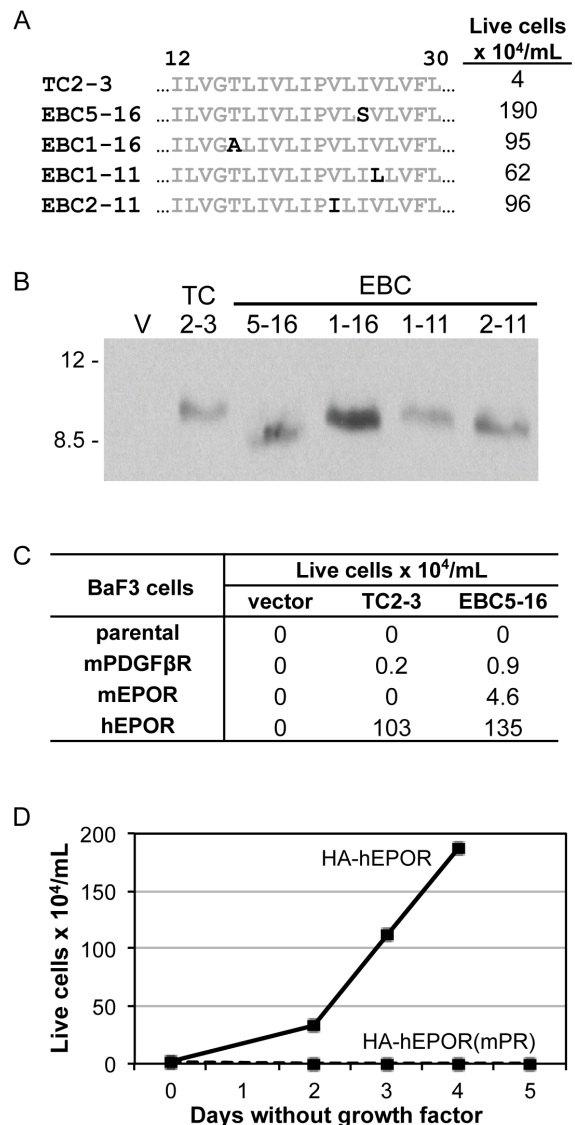 A
Live cells
x 10⁴/mL
12 30
TC2-3 ...ILVGTLIVLIPVLIVLVFL... 4
EBC5-16 ...ILVGTLIVLIPVLSVLVFL... 190
EBC1-16 ...ILVGALIVLIPVLIVLVFL... 95
EBC1-11 ...ILVGTLIVLIPVLILLVFL... 62
EBC2-11 ...ILVGTLIVLIPILIVLVFL... 96
B
TC EBC
V 2-3 5-16 1-16 1-11 2-11
12 -
8.5 -
C
BaF3 cells Live cells x 10⁴/mL
vector TC2-3 EBC5-16
parental 0 0 0
mPDGFβR 0 0.2 0.9
mEPOR 0 0 4.6
hEPOR 0 103 135
D
Live cells x 10⁴/mL
200
150
100
50
0
HA-hEPOR
HA-hEPOR(mPR)
0 1 2 3 4 5
Days without growth factor